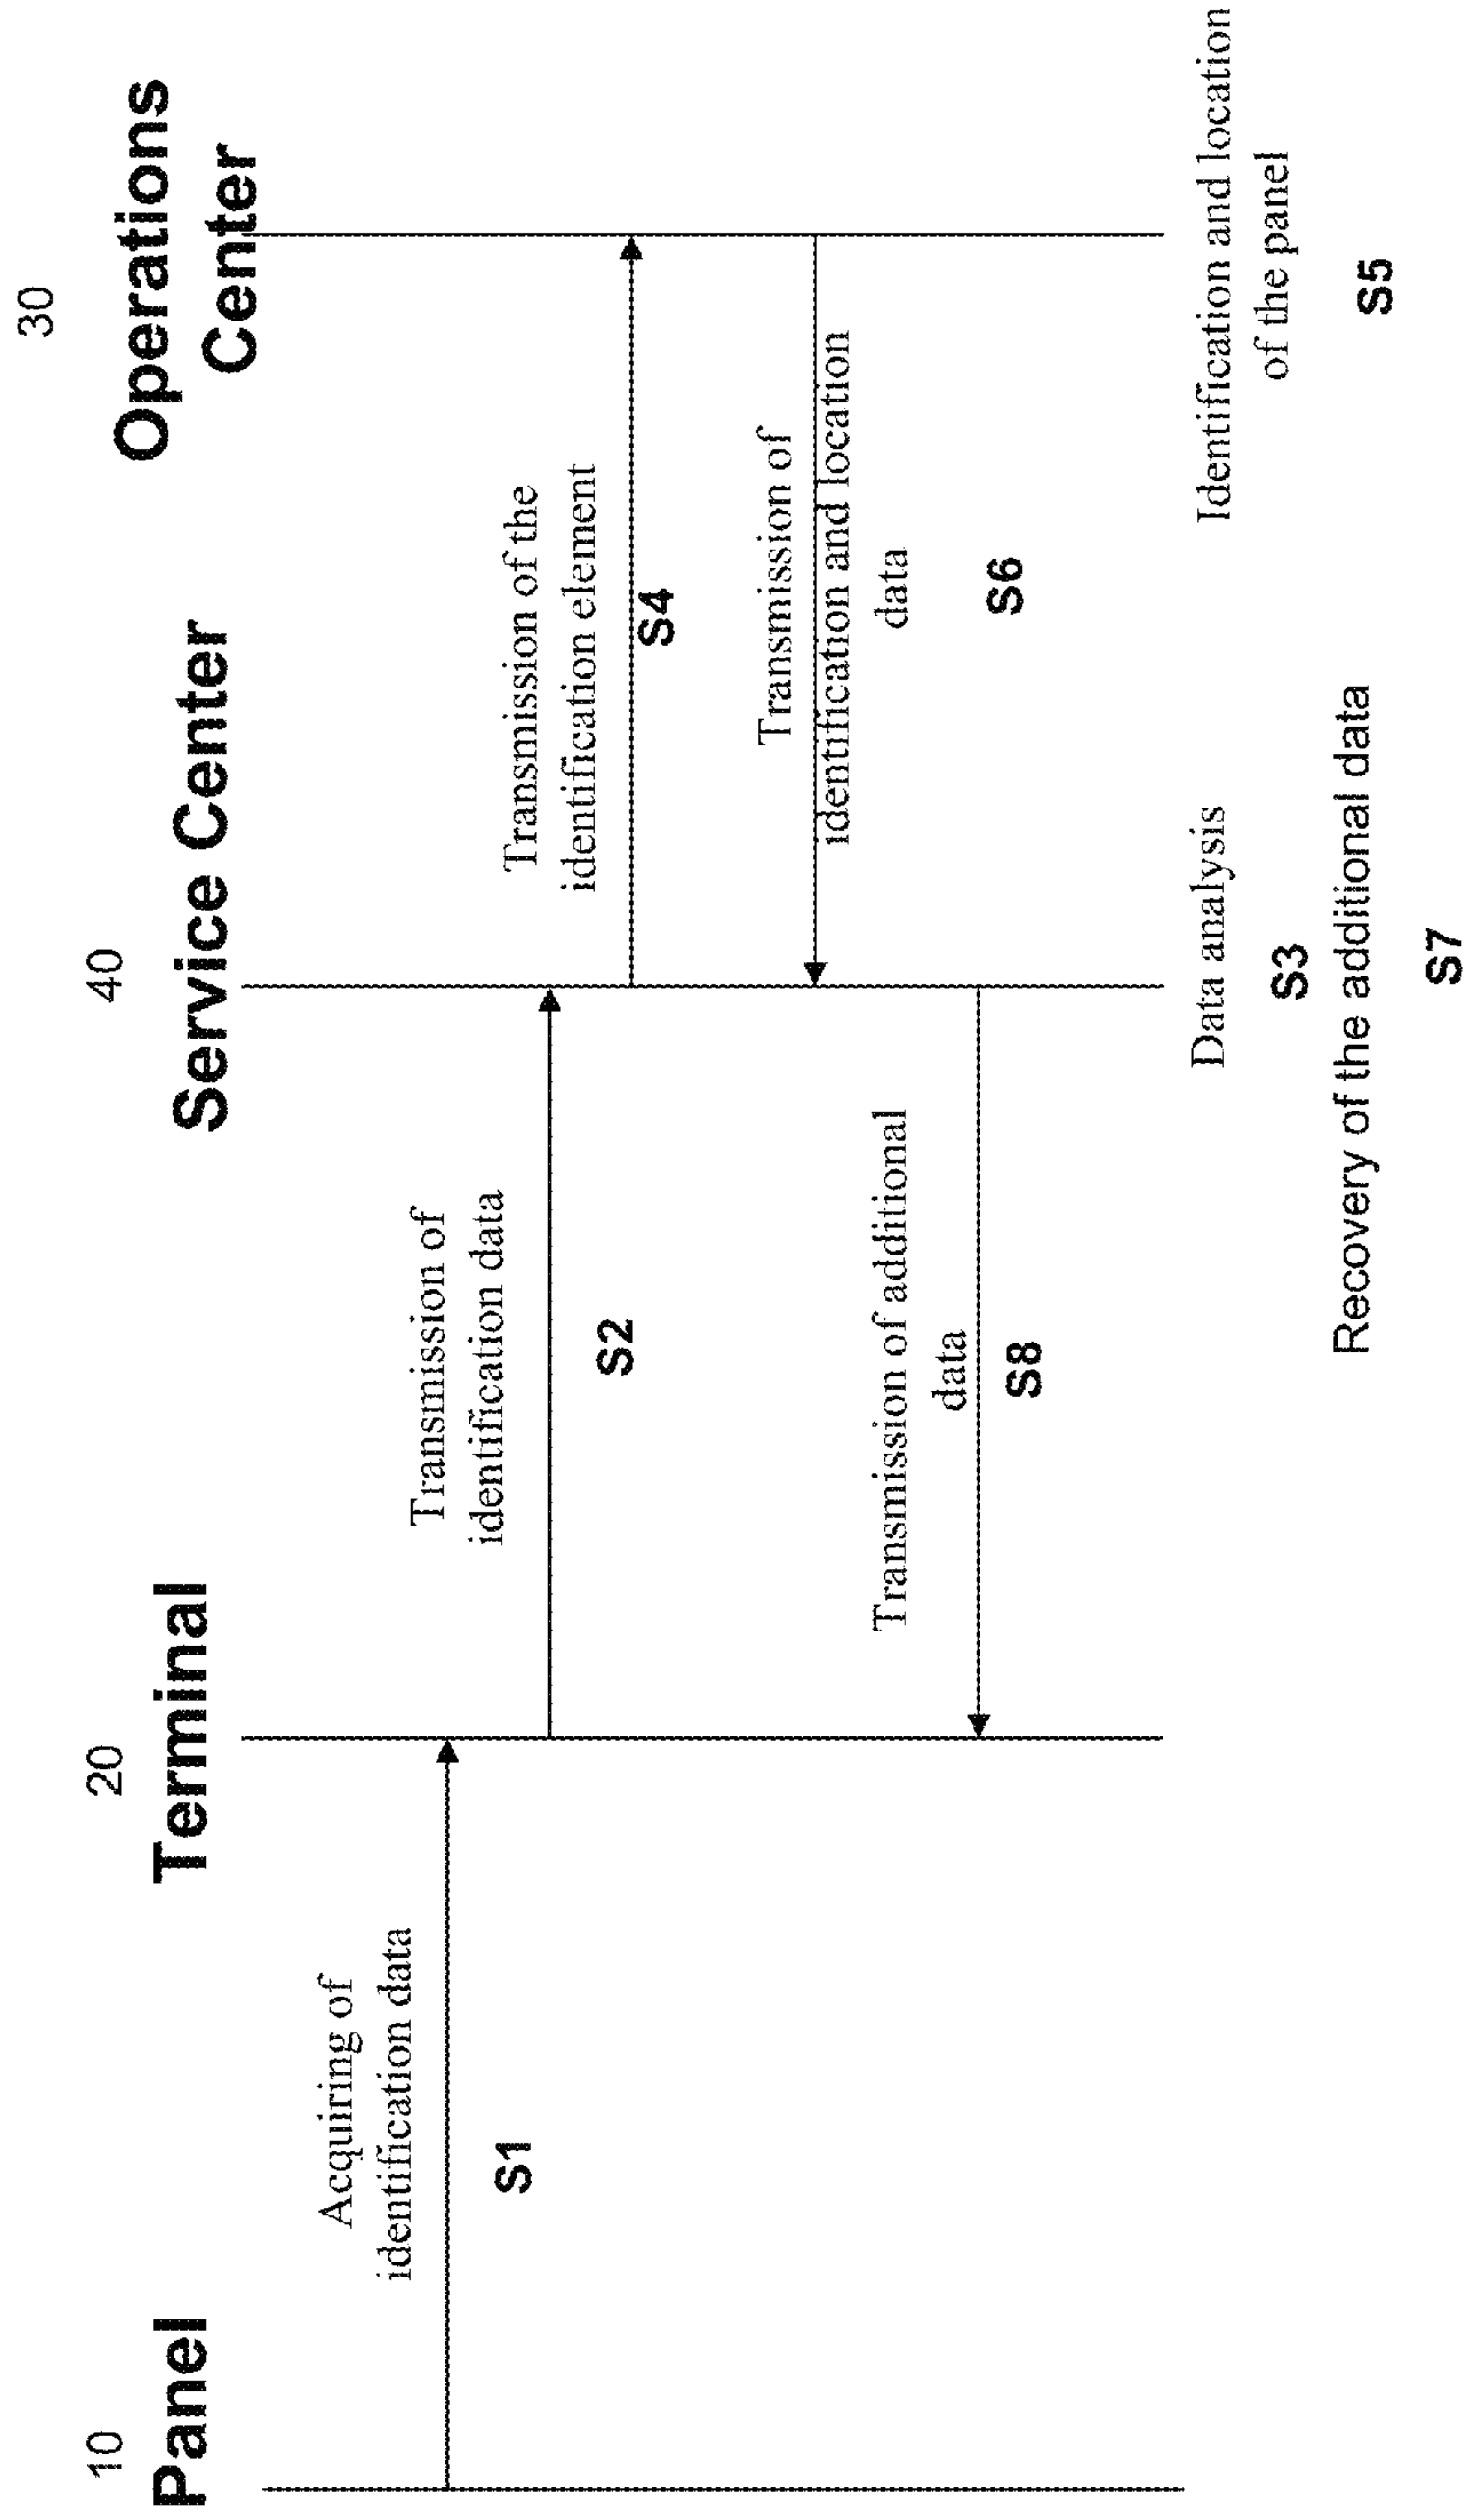 10
Panel
20
Terminal
40
Service Center
30
Operations
Center
Acquiring of
identification data
S1
Transmission of
identification data
S2
Transmission of the
identification element
S4
Transmission of
identification and location
data
S6
Transmission of additional
data
S8
Data analysis
S3
Recovery of the additional data
S7
Identification and location
of the panel
S5